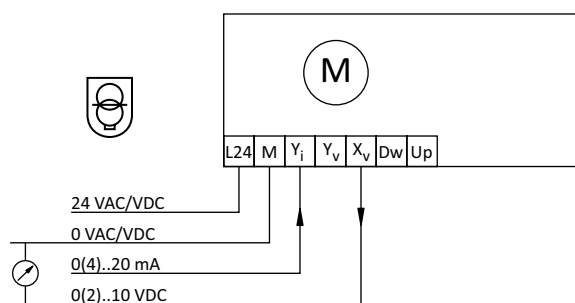 M
L24 M Yi Yv Xv Dw Up
24 VAC/VDC
0 VAC/VDC
0(4)..20 mA
0(2)..10 VDC